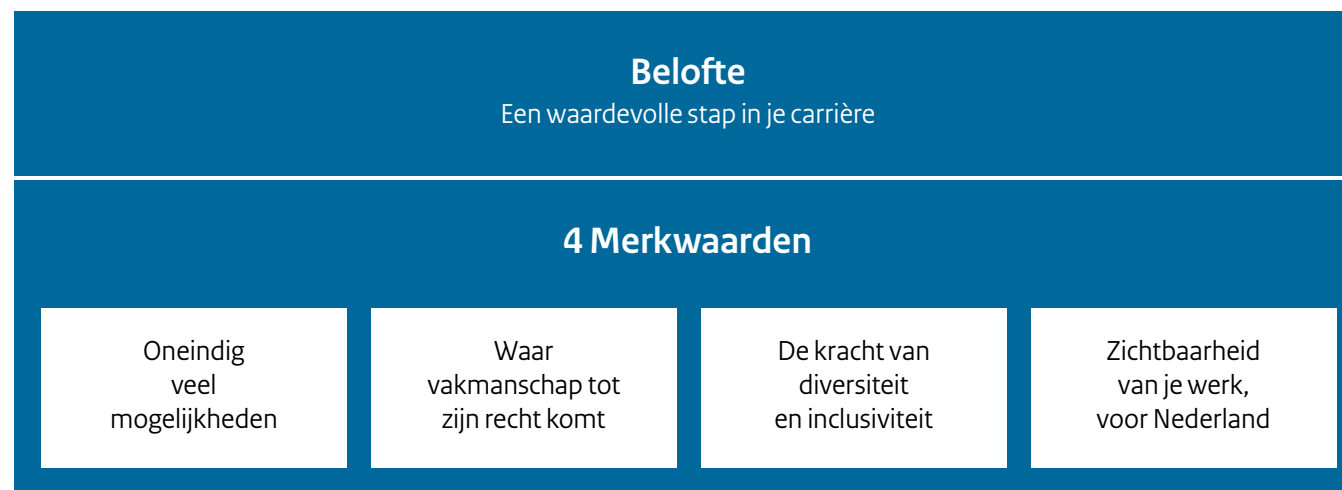 Belofte
Een waardevolle stap in je carrière
4 Merkwaarden
Oneindig
veel
mogelijkheden
Waar
vakmanschap tot
zijn recht komt
De kracht van
diversiteit
en inclusiviteit
Zichtbaarheid
van je werk,
voor Nederland